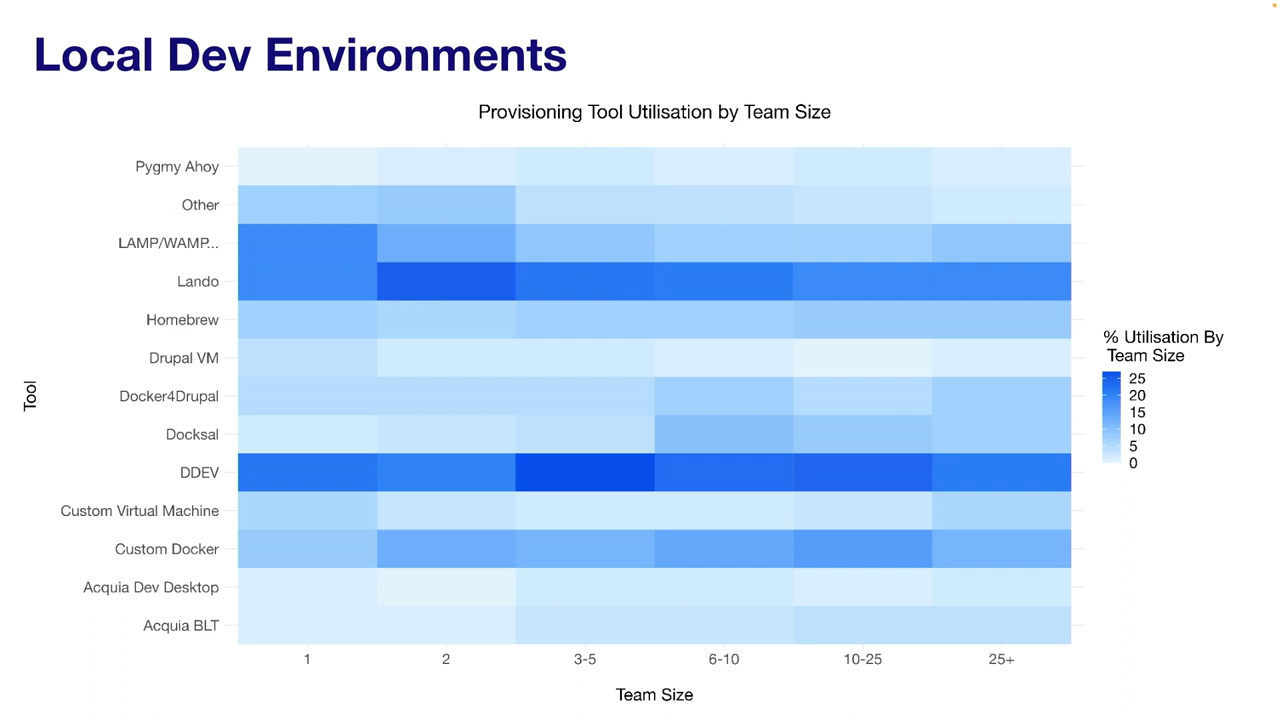 Local Dev Environments
Provisioning Tool Utilisation by Team Size
Pygmy Ahoy
Other
LAMP/WAMP...
Lando
Homebrew
Drupal VM
Docker4Drupal
Docksal
DDEV
Custom Virtual Machine
Custom Docker
Acquia Dev Desktop
Acquia BLT
Tool
1 2 3-5 6-10 10-25 25+
Team Size
% Utilisation By
Team Size
25
20
15
10
5
0